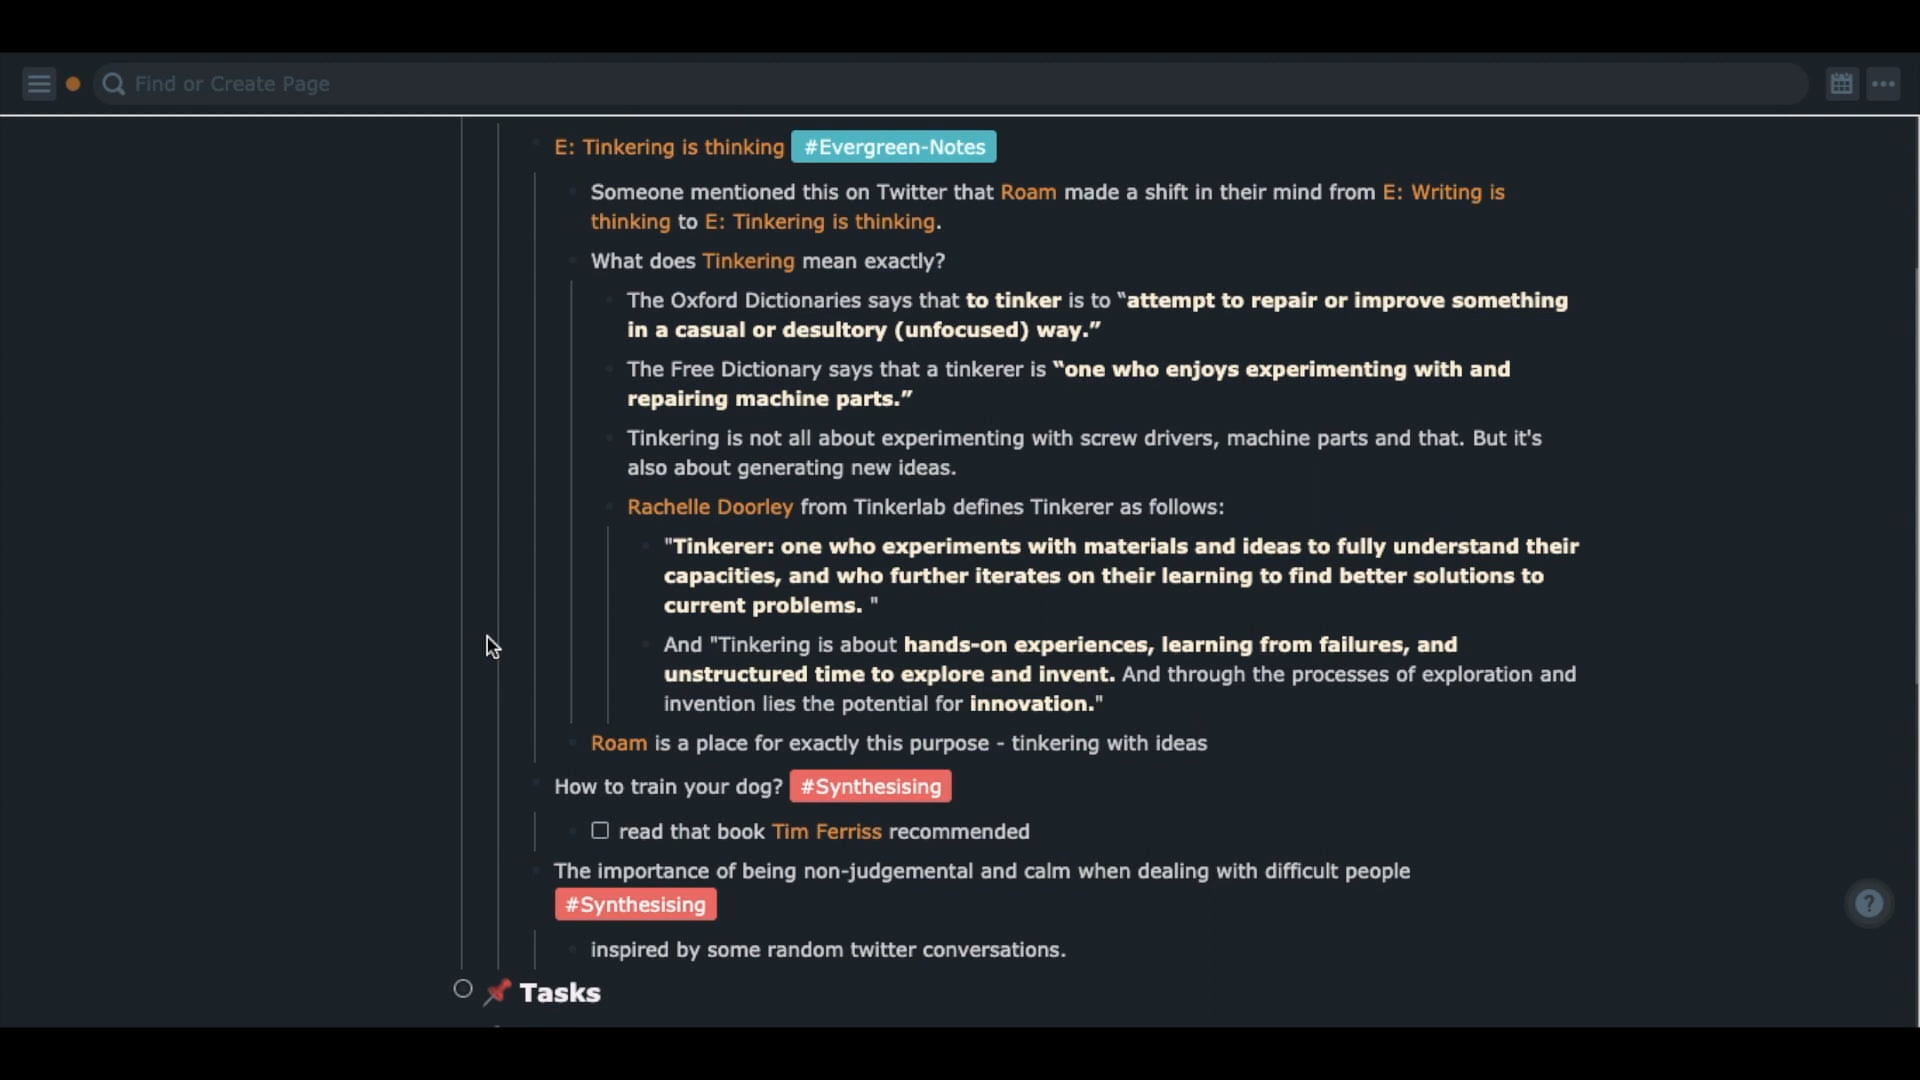 Find or Create Page
E: Tinkering is thinking #Evergreen-Notes
Someone mentioned this on Twitter that Roam made a shift in their mind from E: Writing is
thinking to E: Tinkering is thinking.
What does Tinkering mean exactly?
The Oxford Dictionaries says that to tinker is to “attempt to repair or improve something
in a casual or desultory (unfocused) way.”
The Free Dictionary says that a tinkerer is “one who enjoys experimenting with and
repairing machine parts.”
Tinkering is not all about experimenting with screw drivers, machine parts and that. But it's
also about generating new ideas.
Rachelle Doorley from Tinkerlab defines Tinkerer as follows:
"Tinkerer: one who experiments with materials and ideas to fully understand their
capacities, and who further iterates on their learning to find better solutions to
current problems. "
And "Tinkering is about hands-on experiences, learning from failures, and
unstructured time to explore and invent. And through the processes of exploration and
invention lies the potential for innovation."
Roam is a place for exactly this purpose - tinkering with ideas
How to train your dog? #Synthesising
read that book Tim Ferriss recommended
The importance of being non-judgemental and calm when dealing with difficult people
#Synthesising
inspired by some random twitter conversations.
Tasks